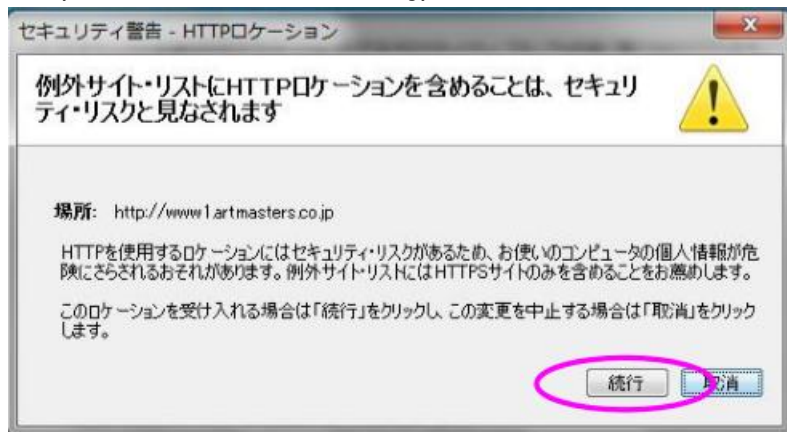 セキュリティ警告 - HTTPロケーション
例外サイト・リストにHTTPロケーションを含めることは、セキュリ
ティ・リスクと見なされます
場所: http://www1.artmasters.co.jp
HTTPを使用するロケーションにはセキュリティ・リスクがあるため、お使いのコンピュータの個人情報が危
険にさらされるおそれがあります。例外サイト・リストにはHTTPSサイトのみを含めることをお薦めします。
このロケーションを受け入れる場合は「続行」をクリックし、この変更を中止する場合は「取消」をクリック
します。
続行
取消